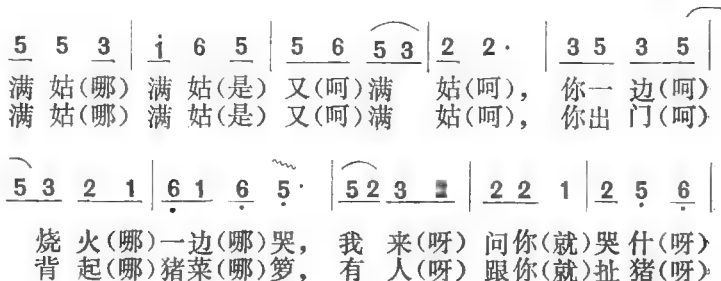 5 5 3 | i 6 5 | 5 6 5 3 | 2 2· | 3 5 3 5 |
满 姑(哪) 满 姑(是) 又(呵)满 姑(呵), 你一 边(呵)
满 姑(哪) 满 姑(是) 又(呵)满 姑(呵), 你出 门(呵)
5 3 2 1 | 6 1 6 5· | 5 2 3 | 2 2 1 | 2 5 6 |
烧 火(哪)一边(哪)哭, 我 来(呀) 问你(就)哭 什(呀)
背 起(哪)猪菜(哪)箩, 有 人(呀) 跟你(就)扯 猪(呀)